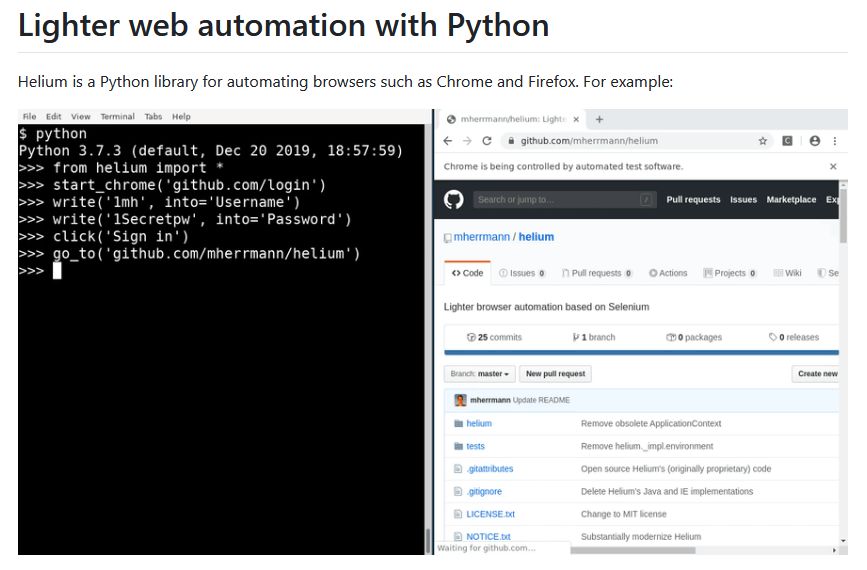 Lighter web automation with Python
Helium is a Python library for automating browsers such as Chrome and Firefox. For example:
File Edit View Terminal Tabs Help
$ python
Python 3.7.3 (default, Dec 20 2019, 18:57:59)
>>> from helium import *
>>> start_chrome('github.com/login')
>>> write('1mh', into='Username')
>>> write('1Secretpw', into='Password')
>>> click('Sign in')
>>> go_to('github.com/mherrmann/helium')
>>>
mherrmann/helium: Light
github.com/mherrmann/helium
Chrome is being controlled by automated test software.
Search or jump to... / Pull requests Issues Marketplace Exp
mherrmann / helium
Code Issues 0 Pull requests 0 Actions Projects 0 Wiki Se
Lighter browser automation based on Selenium
25 commits 1 branch 0 packages 0 releases
Branch: master New pull request Create new
mherrmann Update README
helium Remove obsolete ApplicationContext
tests Remove helium._impl.environment
.gitattributes Open source Helium's (originally proprietary) code
.gitignore Delete Helium's Java and IE implementations
LICENSE.txt Change to MIT license
NOTICE.txt Substantially modernize Helium
Waiting for github.com...